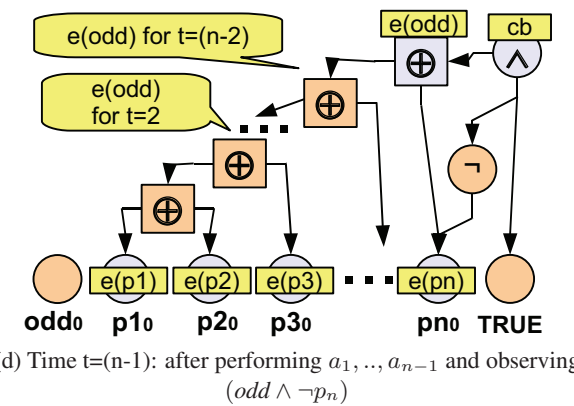 e(odd) for t=(n-2)
e(odd)
cb
⊕
∧
e(odd)
for t=2
⊕
⊕
¬
⊕
e(p1) e(p2) e(p3) e(pn)
odd0 p10 p20 p30 pn0 TRUE
d) Time t=(n-1): after performing a1, .., an−1 and observing
(odd ∧ ¬pn)